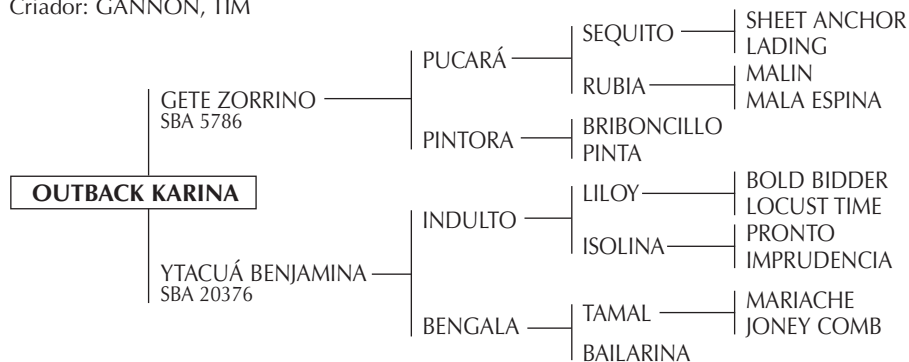 Criador: GANNON, TIM
SHEET ANCHOR
SEQUITO
LADING
PUCARÁ
MALIN
RUBIA
MALA ESPINA
GETE ZORRINO
SBA 5786
BRIBONCILLO
PINTORA
PINTA
OUTBACK KARINA
BOLD BIDDER
LILOY
LOCUST TIME
INDULTO
PRONTO
ISOLINA
IMPRUDENCIA
YTACUÁ BENJAMINA
SBA 20376
MARIACHE
TAMAL
JONEY COMB
BENGALA
BAILARINA